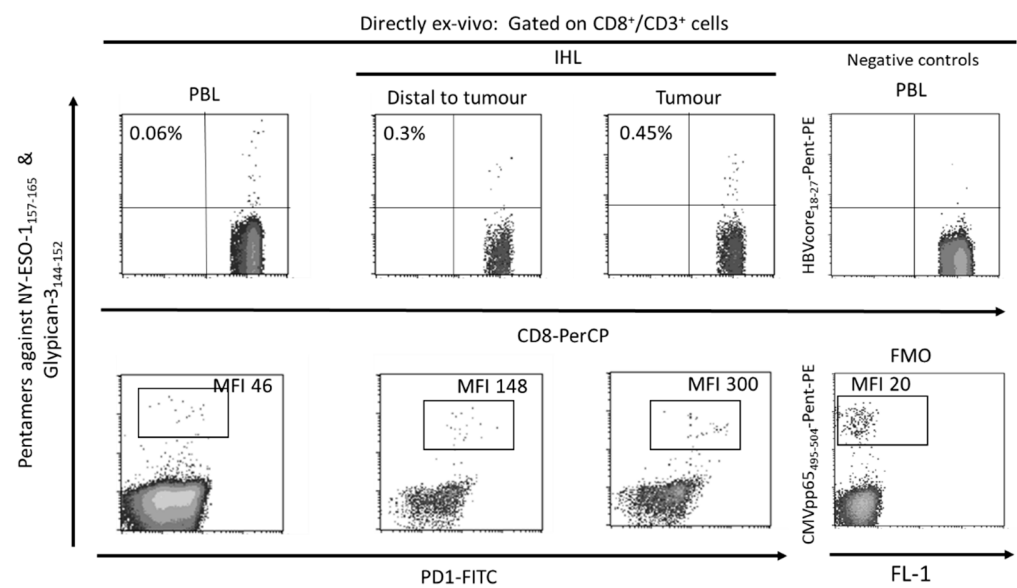 Directly ex-vivo: Gated on CD8⁺/CD3⁺ cells
IHL
Negative controls
PBL
Distal to tumour
Tumour
PBL
0.06%
0.3%
0.45%
Pentamers against NY-ESO-1₁₅₇₋₁₆₅ &
Glypican-3₁₄₄₋₁₅₂
HBVcore₁₈₋₂₇-Pent-PE
CD8-PerCP
FMO
MFI 46
MFI 148
MFI 300
MFI 20
CMVpp65₄₉₅₋₅₀₄-Pent-PE
PD1-FITC
FL-1